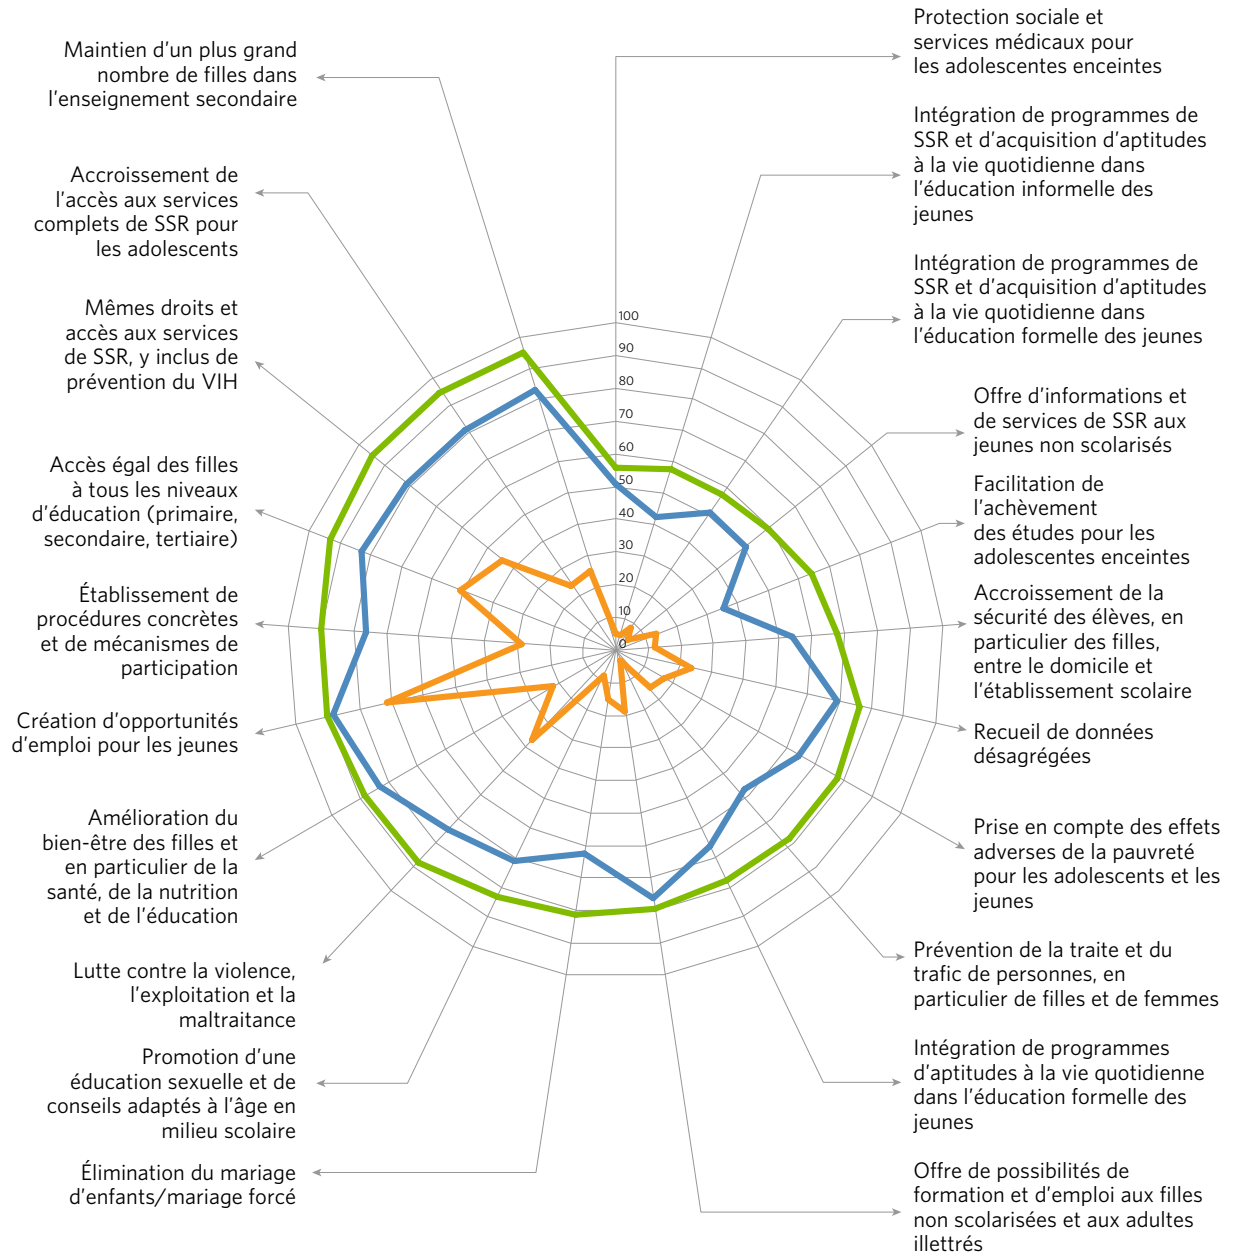 Protection sociale et
services médicaux pour
les adolescentes enceintes
Intégration de programmes de
SSR et d'acquisition d'aptitudes
à la vie quotidienne dans
l'éducation informelle des
jeunes
Intégration de programmes de
SSR et d'acquisition d'aptitudes
à la vie quotidienne dans
l'éducation formelle des jeunes
Offre d'informations et
de services de SSR aux
jeunes non scolarisés
Facilitation de
l'achèvement
des études pour les
adolescentes enceintes
Accroissement de la
sécurité des élèves, en
particulier des filles,
entre le domicile et
l'établissement scolaire
Recueil de données
désagrégées
Prise en compte des effets
adverses de la pauvreté
pour les adolescents et les
jeunes
Prévention de la traite et du
trafic de personnes, en
particulier de filles et de femmes
Intégration de programmes
d'aptitudes à la vie quotidienne
dans l'éducation formelle des
jeunes
Offre de possibilités de
formation et d'emploi aux filles
non scolarisées et aux adultes
illettrés
Élimination du mariage
d'enfants/mariage forcé
Promotion d'une
éducation sexuelle et de
conseils adaptés à l'âge en
milieu scolaire
Lutte contre la violence,
l'exploitation et la
maltraitance
Amélioration du
bien-être des filles et
en particulier de la
santé, de la nutrition
et de l'éducation
Création d'opportunités
d'emploi pour les jeunes
Établissement de
procédures concrètes
et de mécanismes de
participation
Accès égal des filles
à tous les niveaux
d'éducation (primaire,
secondaire, tertiaire)
Mêmes droits et
accès aux services
de SSR, y inclus de
prévention du VIH
Accroissement de
l'accès aux services
complets de SSR pour
les adolescents
Maintien d'un plus grand
nombre de filles dans
l'enseignement secondaire
100
90
80
70
60
50
40
30
20
10
0